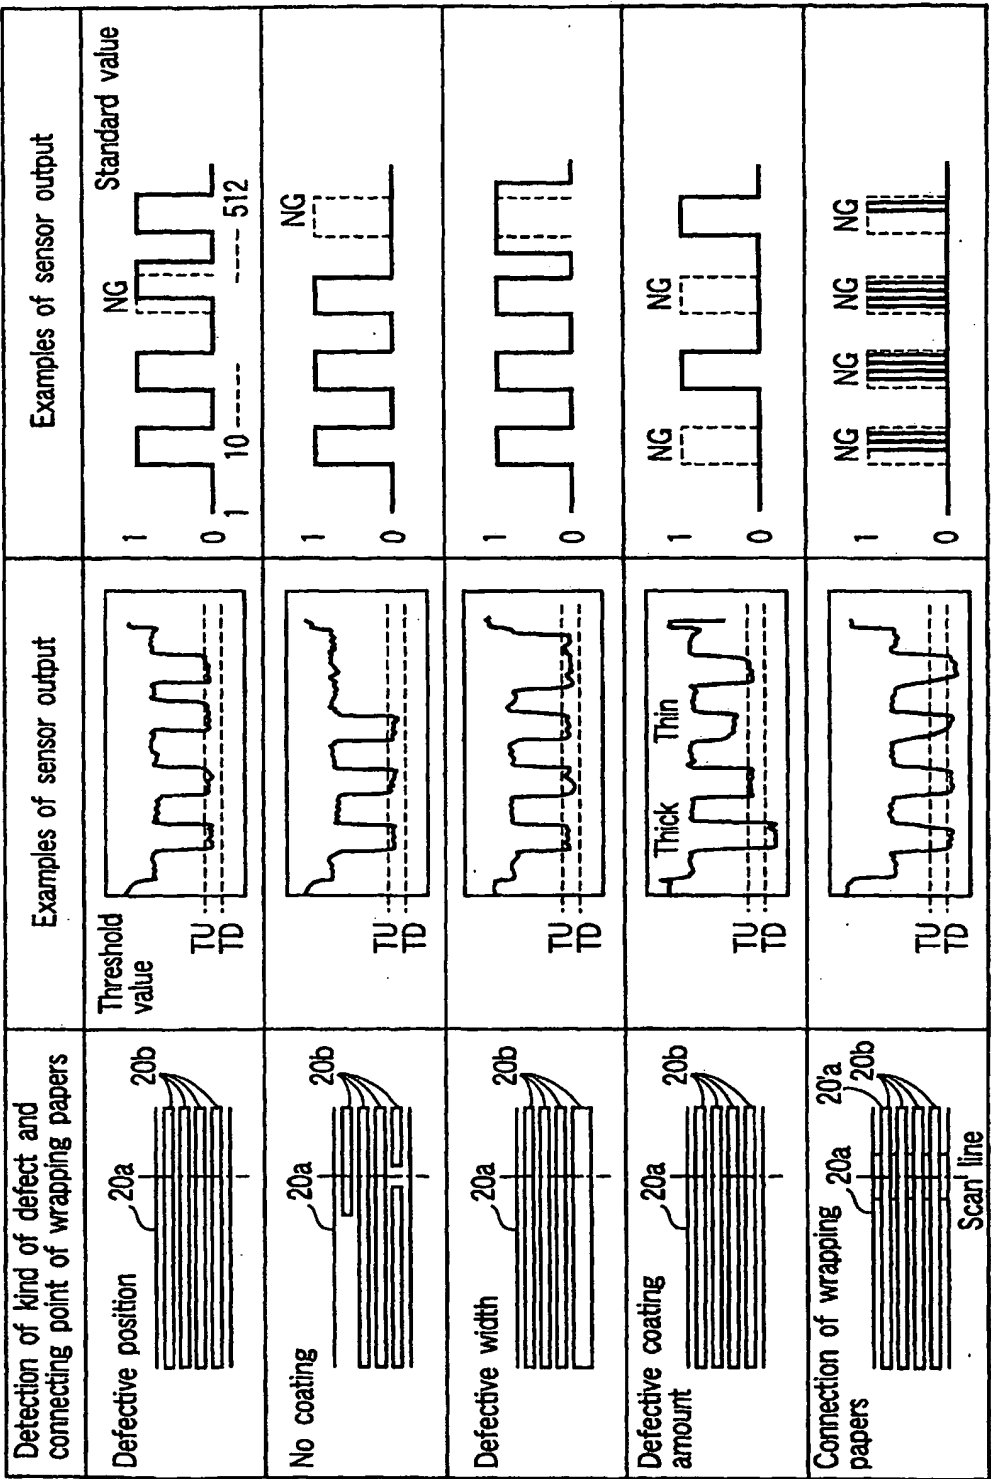 Detection of kind of defect and
connecting point of wrapping papers
Examples of sensor output
Examples of sensor output
Defective position
20a
20b
Threshold
value
TU
TD
1
0
NG
Standard value
1
10
512
No coating
20a
20b
TU
TD
1
0
NG
Defective width
20a
20b
TU
TD
1
0
Defective coating
amount
20a
20b
TU
TD
Thick
Thin
1
0
NG
NG
Connection of wrapping
papers
20a
20'a
20b
Scan line
TU
TD
1
0
NG
NG
NG
NG